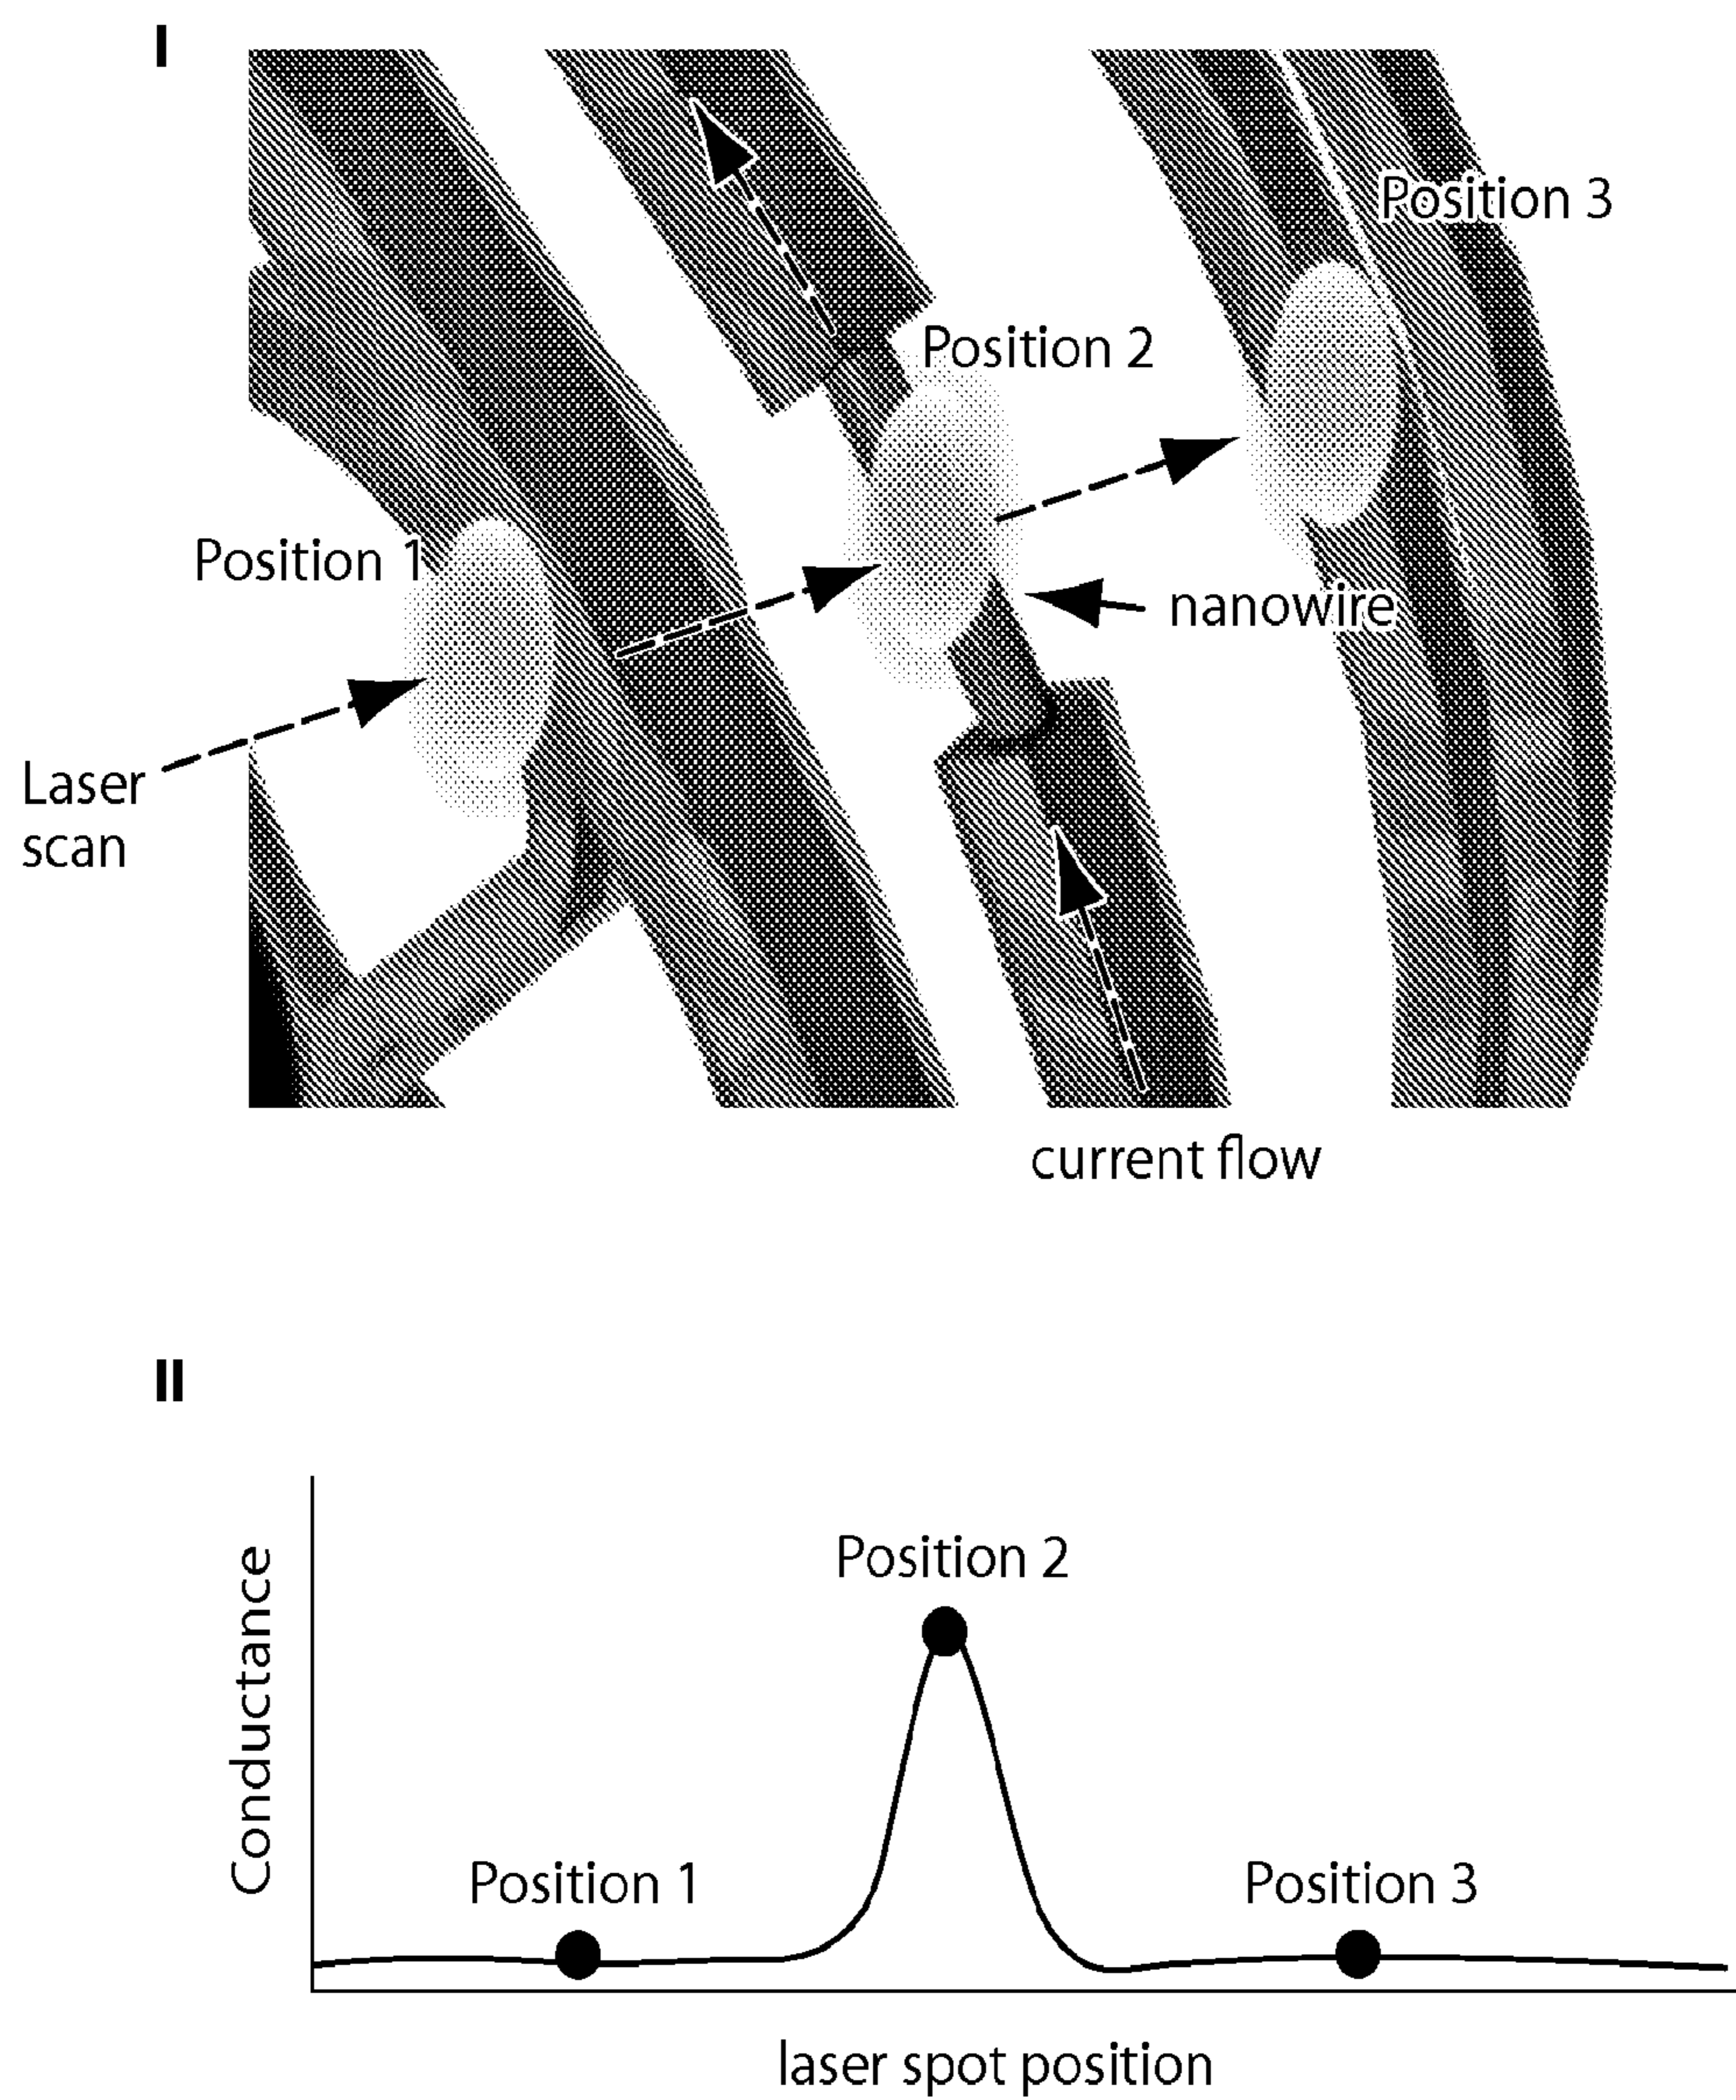 I
Position 3
Position 2
Position 1
nanowire
Laser
scan
current flow
II
Conductance
Position 2
Position 1
Position 3
laser spot position